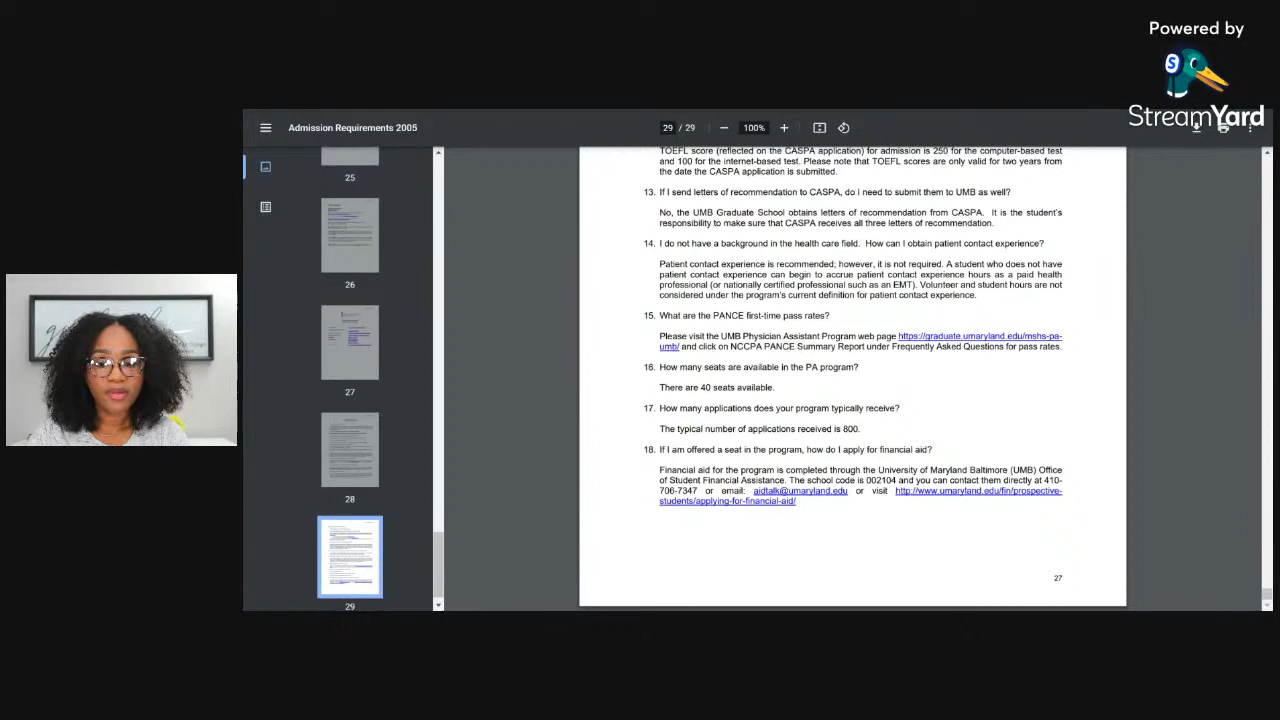 Powered by
S
StreamYard
Admission Requirements 2005
29 / 29
100%
25
26
27
28
29
TOEFL score (reflected on the CASPA application) for admission is 250 for the computer-based test
and 100 for the internet-based test. Please note that TOEFL scores are only valid for two years from
the date the CASPA application is submitted.
13. If I send letters of recommendation to CASPA, do I need to submit them to UMB as well?
No, the UMB Graduate School obtains letters of recommendation from CASPA. It is the student's
responsibility to make sure that CASPA receives all three letters of recommendation.
14. I do not have a background in the health care field. How can I obtain patient contact experience?
Patient contact experience is recommended; however, it is not required. A student who does not have
patient contact experience can begin to accrue patient contact experience hours as a paid health
professional (or nationally certified professional such as an EMT). Volunteer and student hours are not
considered under the program's current definition for patient contact experience.
15. What are the PANCE first-time pass rates?
Please visit the UMB Physician Assistant Program web page https://graduate.umaryland.edu/mshs-pa-
umb/ and click on NCCPA PANCE Summary Report under Frequently Asked Questions for pass rates.
16. How many seats are available in the PA program?
There are 40 seats available.
17. How many applications does your program typically receive?
The typical number of applications received is 800.
18. If I am offered a seat in the program, how do I apply for financial aid?
Financial aid for the program is completed through the University of Maryland Baltimore (UMB) Office
of Student Financial Assistance. The school code is 002104 and you can contact them directly at 410-
706-7347 or email: aidtalk@umaryland.edu or visit http://www.umaryland.edu/fin/prospective-
students/applying-for-financial-aid/
27